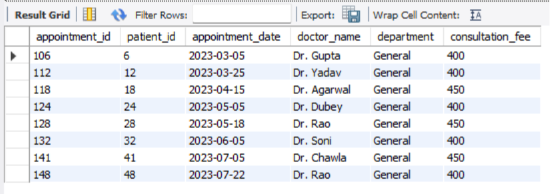 Result Grid Filter Rows: Export: Wrap Cell Content:
appointment_id patient_id appointment_date doctor_name department consultation_fee
106 6 2023-03-05 Dr. Gupta General 400
112 12 2023-03-25 Dr. Yadav General 400
118 18 2023-04-15 Dr. Agarwal General 450
124 24 2023-05-05 Dr. Dubey General 400
128 28 2023-05-18 Dr. Rao General 450
132 32 2023-06-05 Dr. Soni General 400
141 41 2023-07-05 Dr. Chawla General 450
148 48 2023-07-22 Dr. Rao General 400